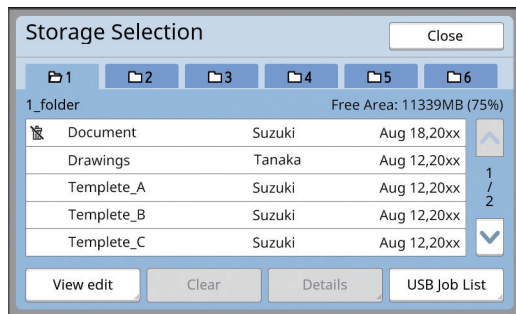 Storage Selection Close
1 2 3 4 5 6
1_folder Free Area: 11339MB (75%)
Document Suzuki Aug 18,20xx
Drawings Tanaka Aug 12,20xx
Templete_A Suzuki Aug 12,20xx
1
/
2
Templete_B Suzuki Aug 12,20xx
Templete_C Suzuki Aug 12,20xx
View edit Clear Details USB Job List